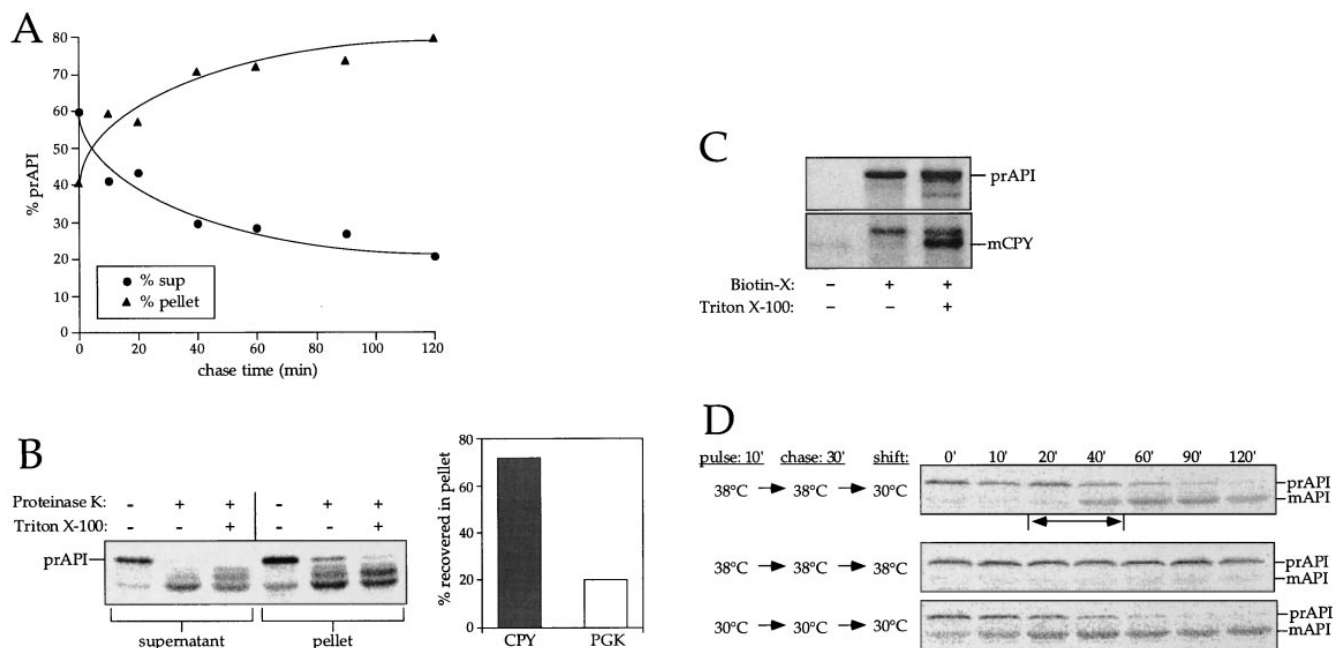 A
80
70
60
50
40
30
20
10
0
% prAPI
0 20 40 60 80 100 120
chase time (min)
% sup
% pellet
B
Proteinase K: - + + - + +
Triton X-100: - - + - - +
prAPI
supernatant pellet
80
60
40
20
0
% recovered in pellet
CPY PGK
C
prAPI
mCPY
Biotin-X: - + +
Triton X-100: - - +
D
pulse: 10' chase: 30' shift: 0' 10' 20' 40' 60' 90' 120'
38°C 38°C 30°C
prAPI
mAPI
38°C 38°C 38°C
prAPI
mAPI
30°C 30°C 30°C
prAPI
mAPI